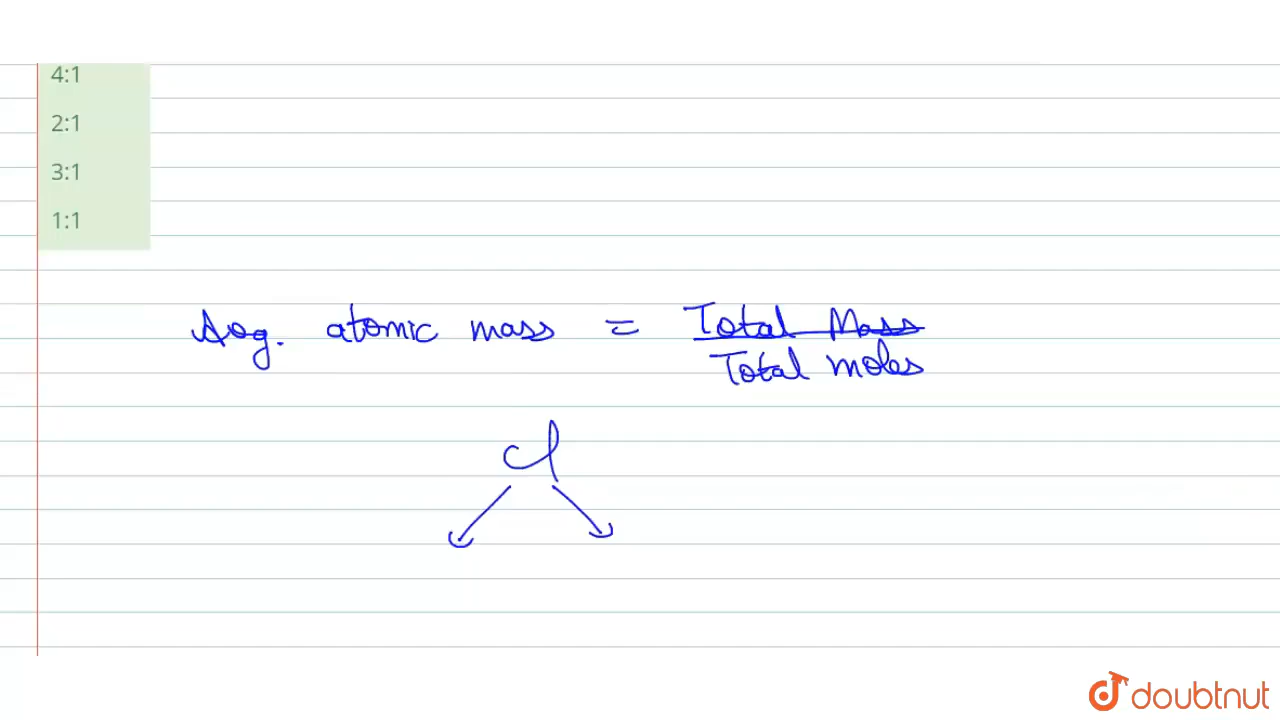 4:1
2:1
3:1
1:1
Avg. atomic mass = Total Mass
Total moles
Cl
doubtnut